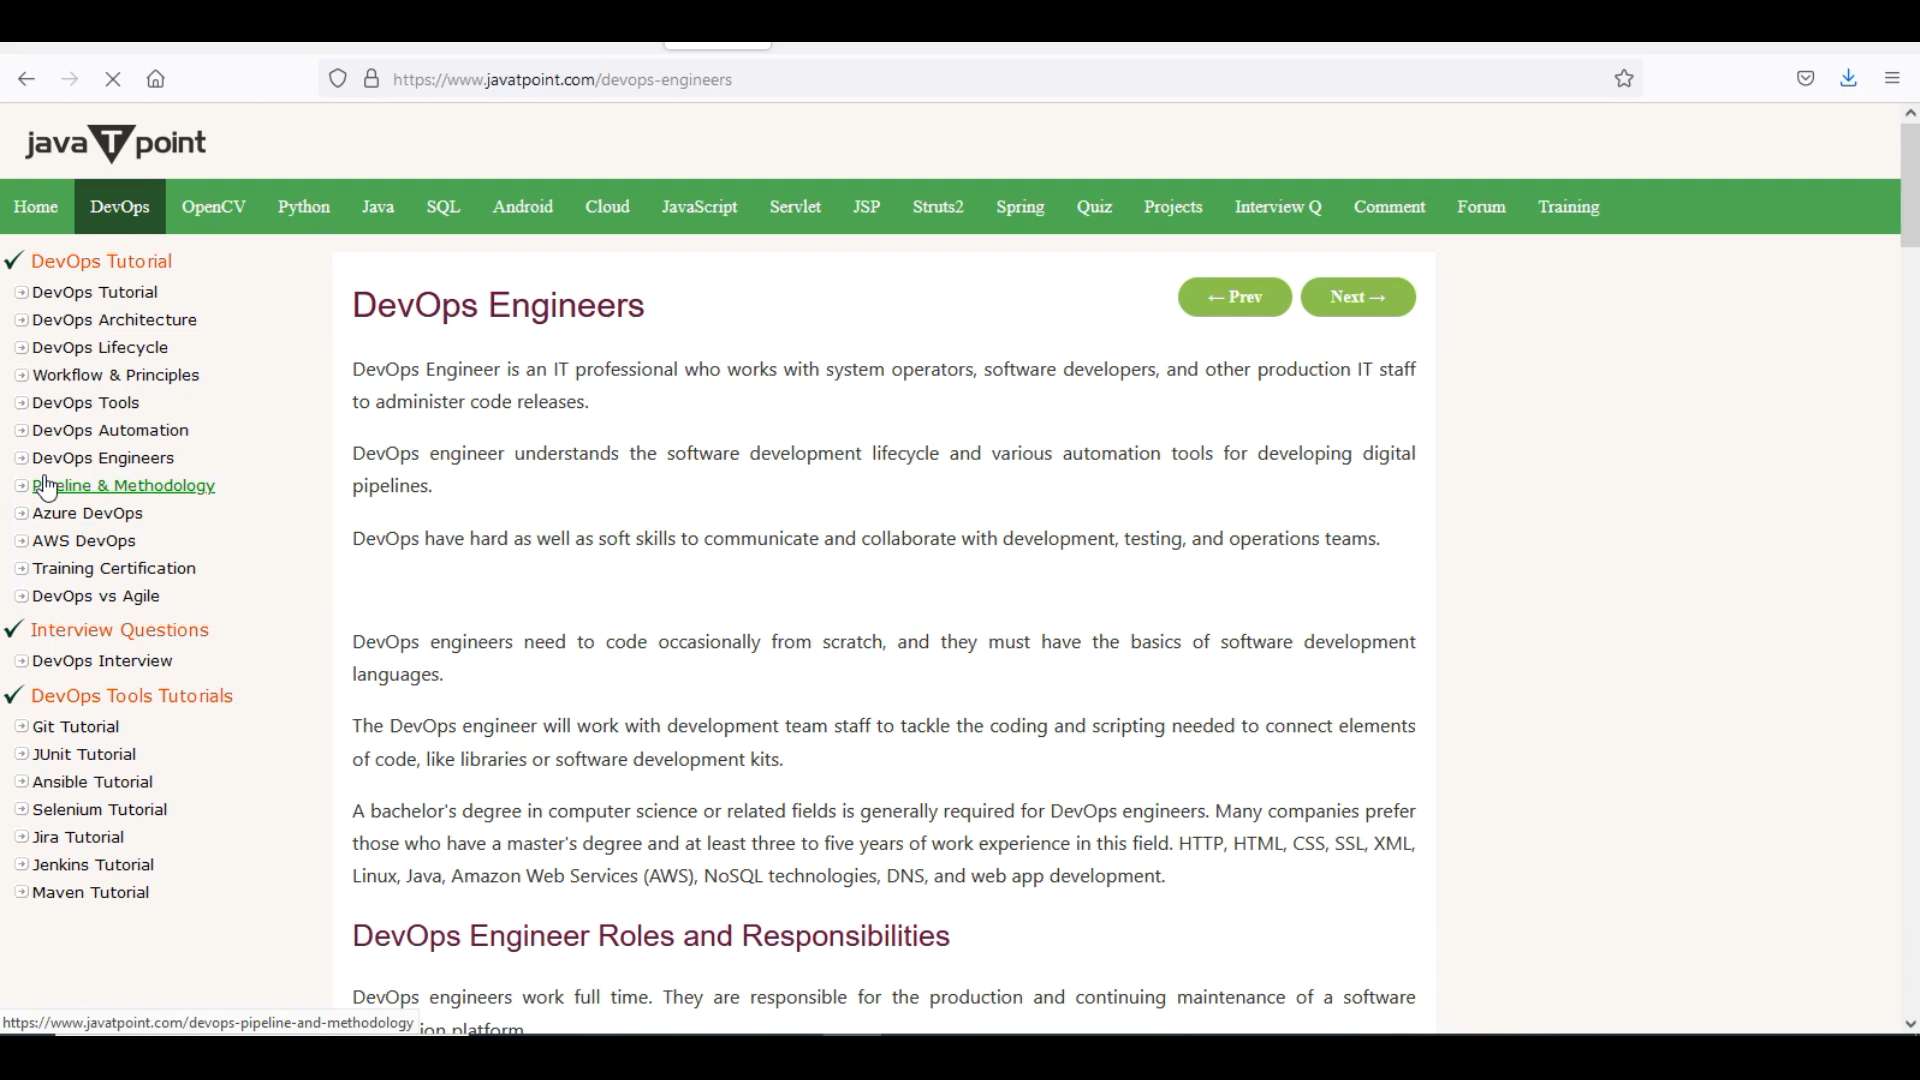 https://www.javatpoint.com/devops-engineers
javaTpoint
Home DevOps OpenCV Python Java SQL Android Cloud JavaScript Servlet JSP Struts2 Spring Quiz Projects Interview Q Comment Forum Training
DevOps Tutorial
DevOps Tutorial
DevOps Architecture
DevOps Lifecycle
Workflow & Principles
DevOps Tools
DevOps Automation
DevOps Engineers
& Methodology
Azure DevOps
AWS DevOps
Training Certification
DevOps vs Agile
Interview Questions
DevOps Interview
DevOps Tools Tutorials
Git Tutorial
JUnit Tutorial
Ansible Tutorial
Selenium Tutorial
Jira Tutorial
Jenkins Tutorial
Maven Tutorial
DevOps Engineers
← Prev
Next →
DevOps Engineer is an IT professional who works with system operators, software developers, and other production IT staff
to administer code releases.
DevOps engineer understands the software development lifecycle and various automation tools for developing digital
pipelines.
DevOps have hard as well as soft skills to communicate and collaborate with development, testing, and operations teams.
DevOps engineers need to code occasionally from scratch, and they must have the basics of software development
languages.
The DevOps engineer will work with development team staff to tackle the coding and scripting needed to connect elements
of code, like libraries or software development kits.
A bachelor's degree in computer science or related fields is generally required for DevOps engineers. Many companies prefer
those who have a master's degree and at least three to five years of work experience in this field. HTTP, HTML, CSS, SSL, XML,
Linux, Java, Amazon Web Services (AWS), NoSQL technologies, DNS, and web app development.
DevOps Engineer Roles and Responsibilities
DevOps engineers work full time. They are responsible for the production and continuing maintenance of a software
platform.
https://www.javatpoint.com/devops-pipeline-and-methodology